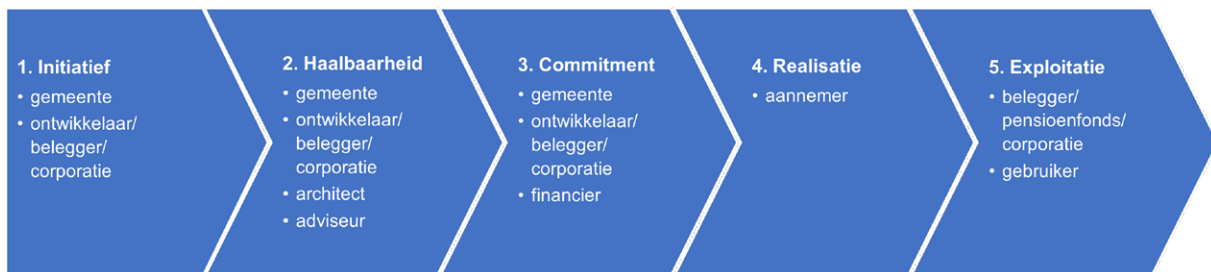 1. Initiatief
• gemeente
• ontwikkelaar/
belegger/
corporatie
2. Haalbaarheid
• gemeente
• ontwikkelaar/
belegger/
corporatie
• architect
• adviseur
3. Commitment
• gemeente
• ontwikkelaar/
belegger/
corporatie
• financier
4. Realisatie
• aannemer
5. Exploitatie
• belegger/
pensioenfonds/
corporatie
• gebruiker